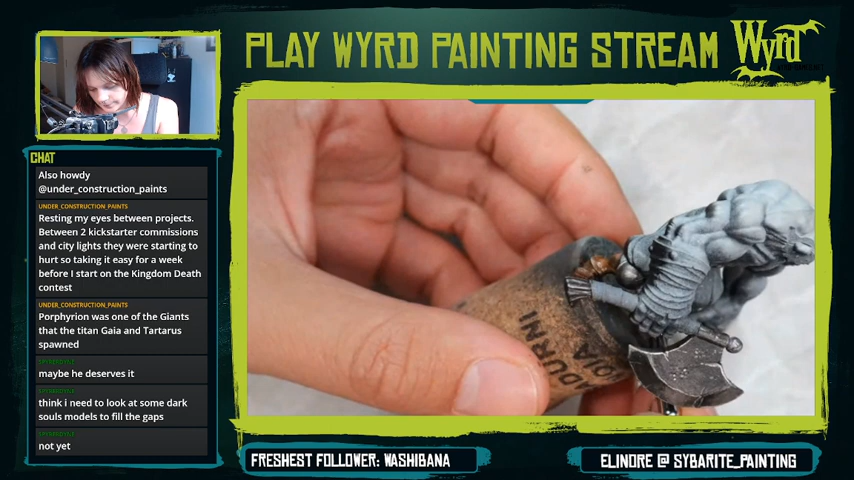 PLAY WYRD PAINTING STREAM
Wyrd
CHAT
Also howdy
@under_construction_paints
UNDER_CONSTRUCTION_PAINTS
Resting my eyes between projects.
Between 2 kickstarter commissions
and city lights they were starting to
hurt so taking it easy for a week
before I start on the Kingdom Death
contest
UNDER_CONSTRUCTION_PAINTS
Porphyrion was one of the Giants
that the titan Gaia and Tartarus
spawned
maybe he deserves it
think i need to look at some dark
souls models to fill the gaps
not yet
FRESHEST FOLLOWER: WASHIBANA
ELINORE @ SYBARITE_PAINTING